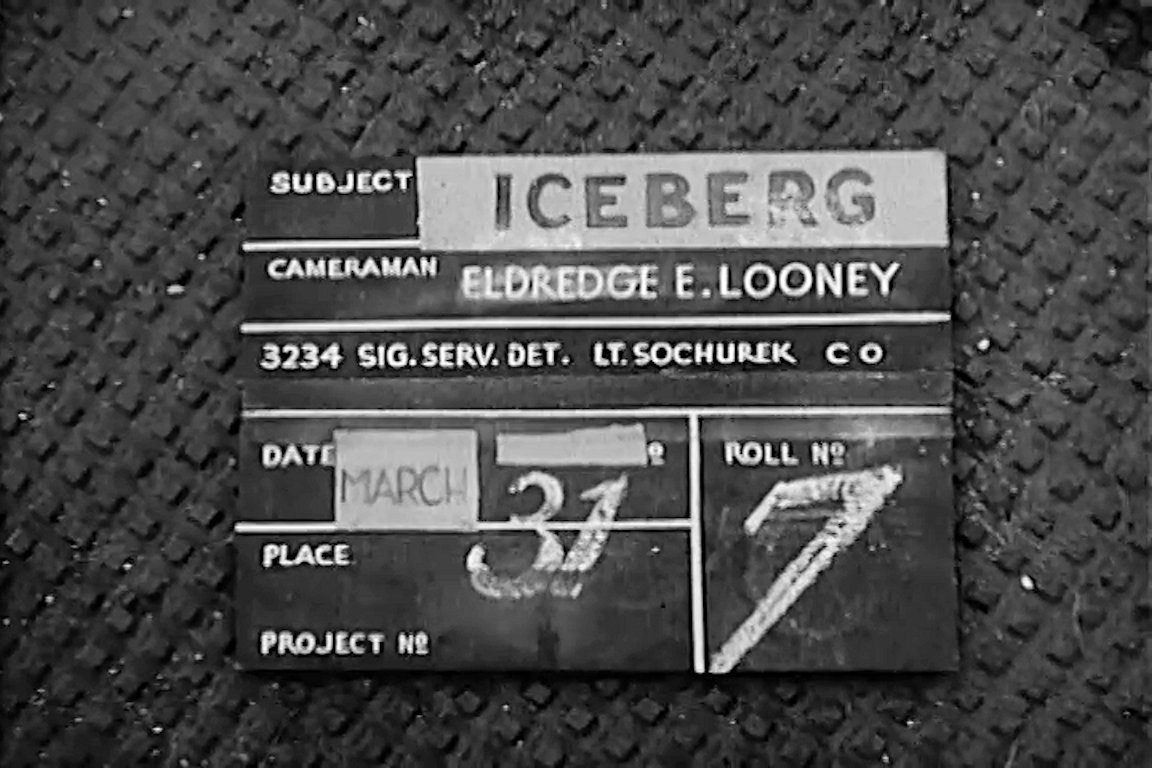 SUBJECT ICEBERG
CAMERAMAN ELDREDGE E. LOONEY
3234 SIG. SERV. DET. LT. SOCHUREK CO
DATE MARCH 31 º
ROLL Nº 7
PLACE
PROJECT Nº